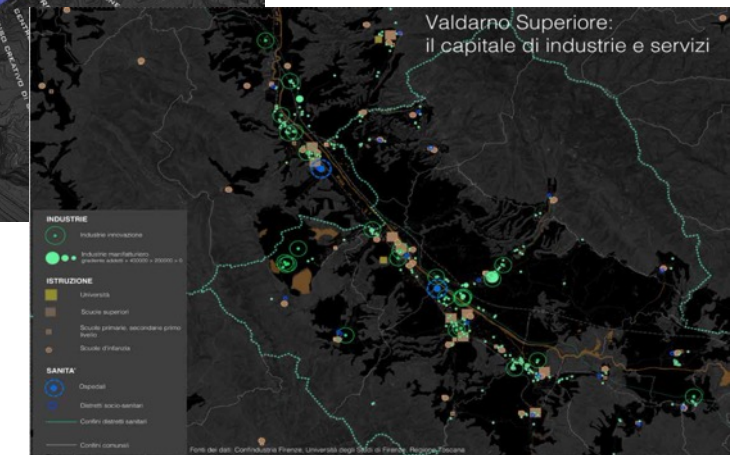 Valdarno Superiore:
il capitale di industrie e servizi
INDUSTRIE
Industrie innovazione
Industrie manifatturiero
ISTRUZIONE
Università
Scuole superiori
Scuole primarie, secondarie primo
livello
Scuole d'infanzia
SANITA'
Ospedali
Distretti socio-sanitari
Confini distretti sanitari
Confini comunali
Fonti dei dati: Confindustria Firenze, Università degli Studi di Firenze, Regione Toscana